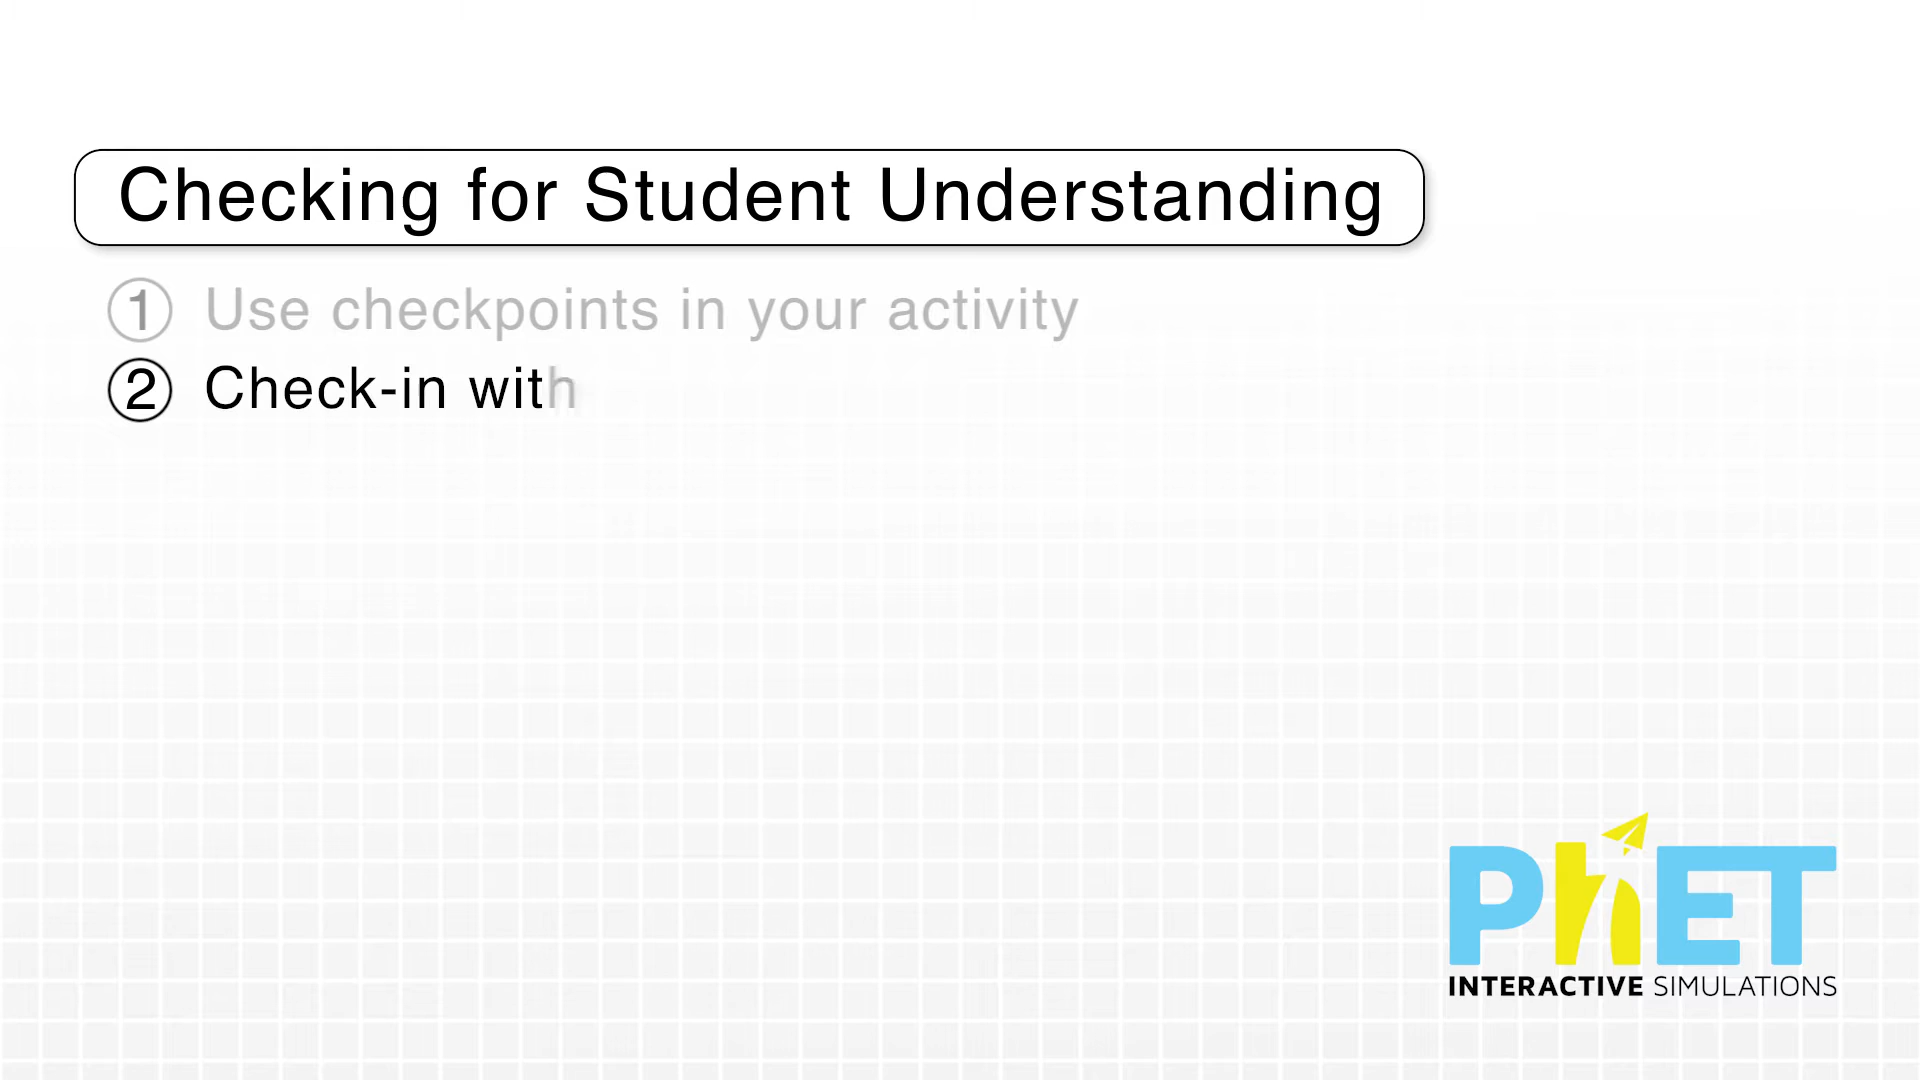 Checking for Student Understanding
1 Use checkpoints in your activity
2 Check-in with
PhET
INTERACTIVE SIMULATIONS